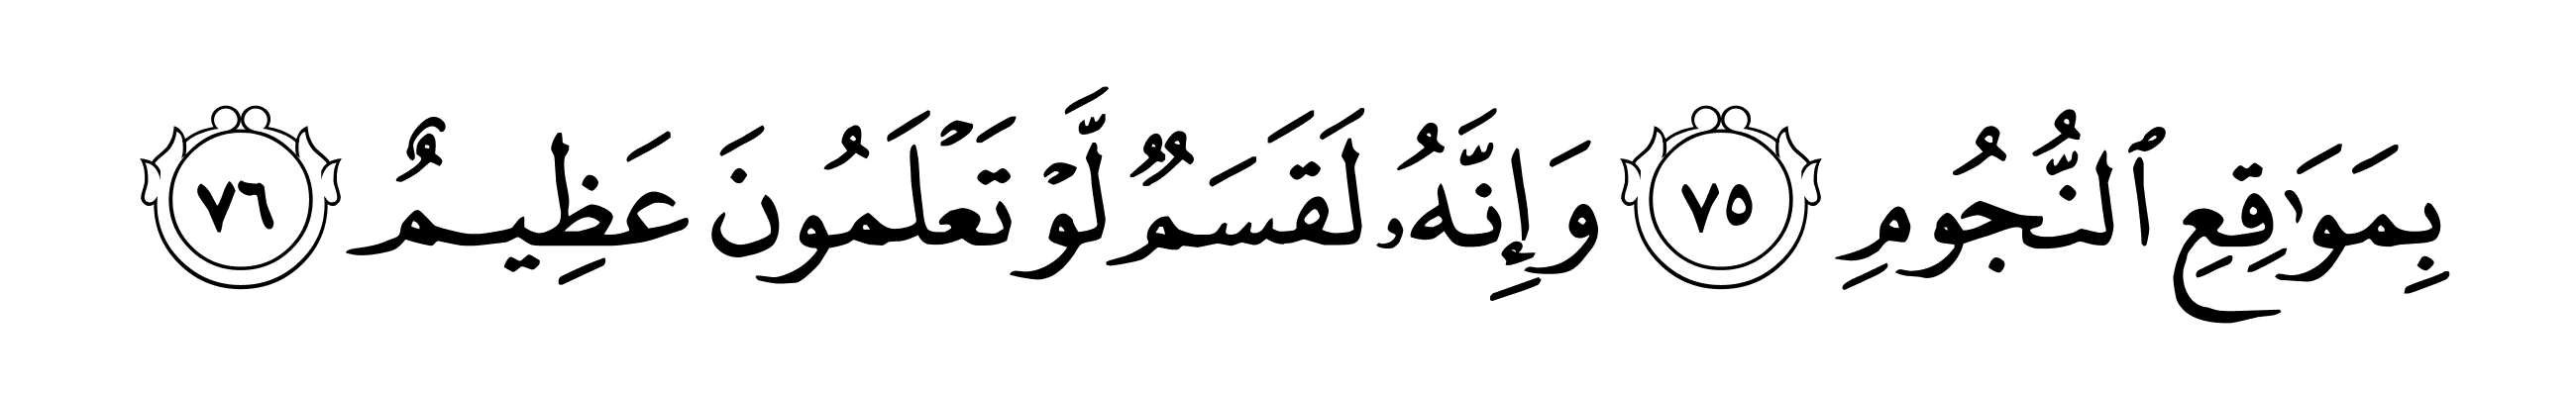 بِمَوَٰقِعِ ٱلنُّجُومِ ٧٥ وَإِنَّهُۥ لَقَسَمٌ لَّوۡ تَعۡلَمُونَ عَظِيمٌ ٧٦